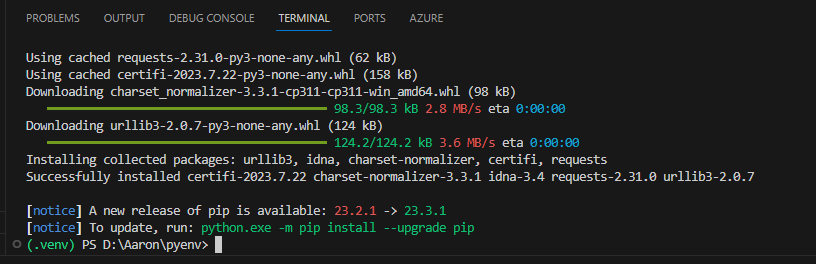 PROBLEMS OUTPUT DEBUG CONSOLE TERMINAL PORTS AZURE
Using cached requests-2.31.0-py3-none-any.whl (62 kB)
Using cached certifi-2023.7.22-py3-none-any.whl (158 kB)
Downloading charset_normalizer-3.3.1-cp311-cp311-win_amd64.whl (98 kB)
98.3/98.3 kB 2.8 MB/s eta 0:00:00
Downloading urllib3-2.0.7-py3-none-any.whl (124 kB)
124.2/124.2 kB 3.6 MB/s eta 0:00:00
Installing collected packages: urllib3, idna, charset-normalizer, certifi, requests
Successfully installed certifi-2023.7.22 charset-normalizer-3.3.1 idna-3.4 requests-2.31.0 urllib3-2.0.7
[notice] A new release of pip is available: 23.2.1 -> 23.3.1
[notice] To update, run: python.exe -m pip install --upgrade pip
(.venv) PS D:\Aaron\pyenv>